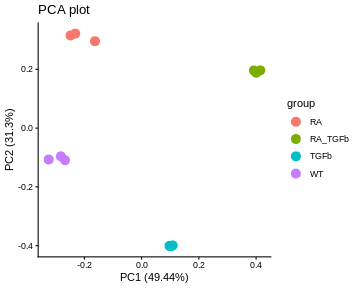 PCA plot
PC2 (31.3%)
0.2
0.0
-0.2
-0.4
-0.2
0.0
0.2
0.4
PC1 (49.44%)
group
RA
RA_TGFb
TGFb
WT